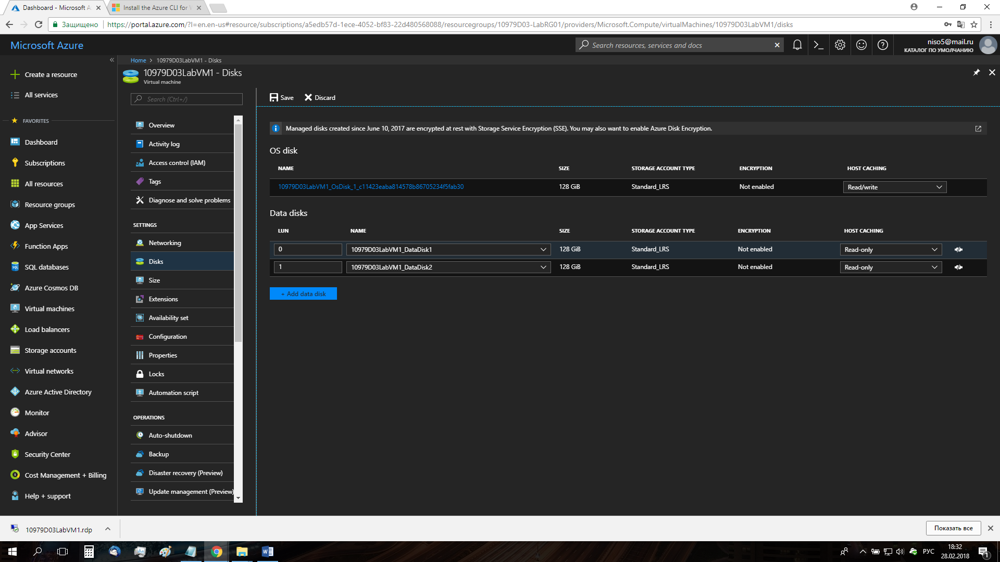 Dashboard - Microsoft A
Install the Azure CLI for W
Защищено
https://portal.azure.com/?l=en.en-us#resource/subscriptions/a5edb57d-1ece-4052-bf83-22d480568088/resourcegroups/10979D03-LabRG01/providers/Microsoft.Compute/virtualMachines/10979D03LabVM1/disks
Microsoft Azure
Search resources, services and docs
niso5@mail.ru
КАТАЛОГ ПО УМОЛЧАНИЮ
Create a resource
All services
FAVORITES
Dashboard
Subscriptions
All resources
Resource groups
App Services
Function Apps
SQL databases
Azure Cosmos DB
Virtual machines
Load balancers
Storage accounts
Virtual networks
Azure Active Directory
Monitor
Advisor
Security Center
Cost Management + Billing
Help + support
Home > 10979D03LabVM1 - Disks
10979D03LabVM1 - Disks
Virtual machine
Search (Ctrl+/)
Overview
Activity log
Access control (IAM)
Tags
Diagnose and solve problems
SETTINGS
Networking
Disks
Size
Extensions
Availability set
Configuration
Properties
Locks
Automation script
OPERATIONS
Auto-shutdown
Backup
Disaster recovery (Preview)
Update management (Preview)
Save Discard
Managed disks created since June 10, 2017 are encrypted at rest with Storage Service Encryption (SSE). You may also want to enable Azure Disk Encryption.
OS disk
NAME SIZE STORAGE ACCOUNT TYPE ENCRYPTION HOST CACHING
10979D03LabVM1_OsDisk_1_c11423eaba814578b86705234f5fab30 128 GiB Standard_LRS Not enabled Read/write
Data disks
LUN NAME SIZE STORAGE ACCOUNT TYPE ENCRYPTION HOST CACHING
0 10979D03LabVM1_DataDisk1 128 GiB Standard_LRS Not enabled Read-only
1 10979D03LabVM1_DataDisk2 128 GiB Standard_LRS Not enabled Read-only
+ Add data disk
10979D03LabVM1.rdp
Показать все
РУС
18:32
28.02.2018
1